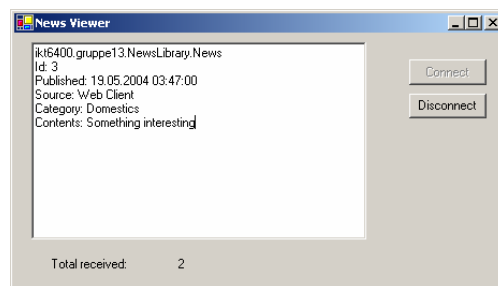 News Viewer
ikt6400.gruppe13.NewsLibrary.News
Id: 3
Published: 19.05.2004 03:47:00
Source: Web Client
Category: Domestics
Contents: Something interesting
Connect
Disconnect
Total received: 2